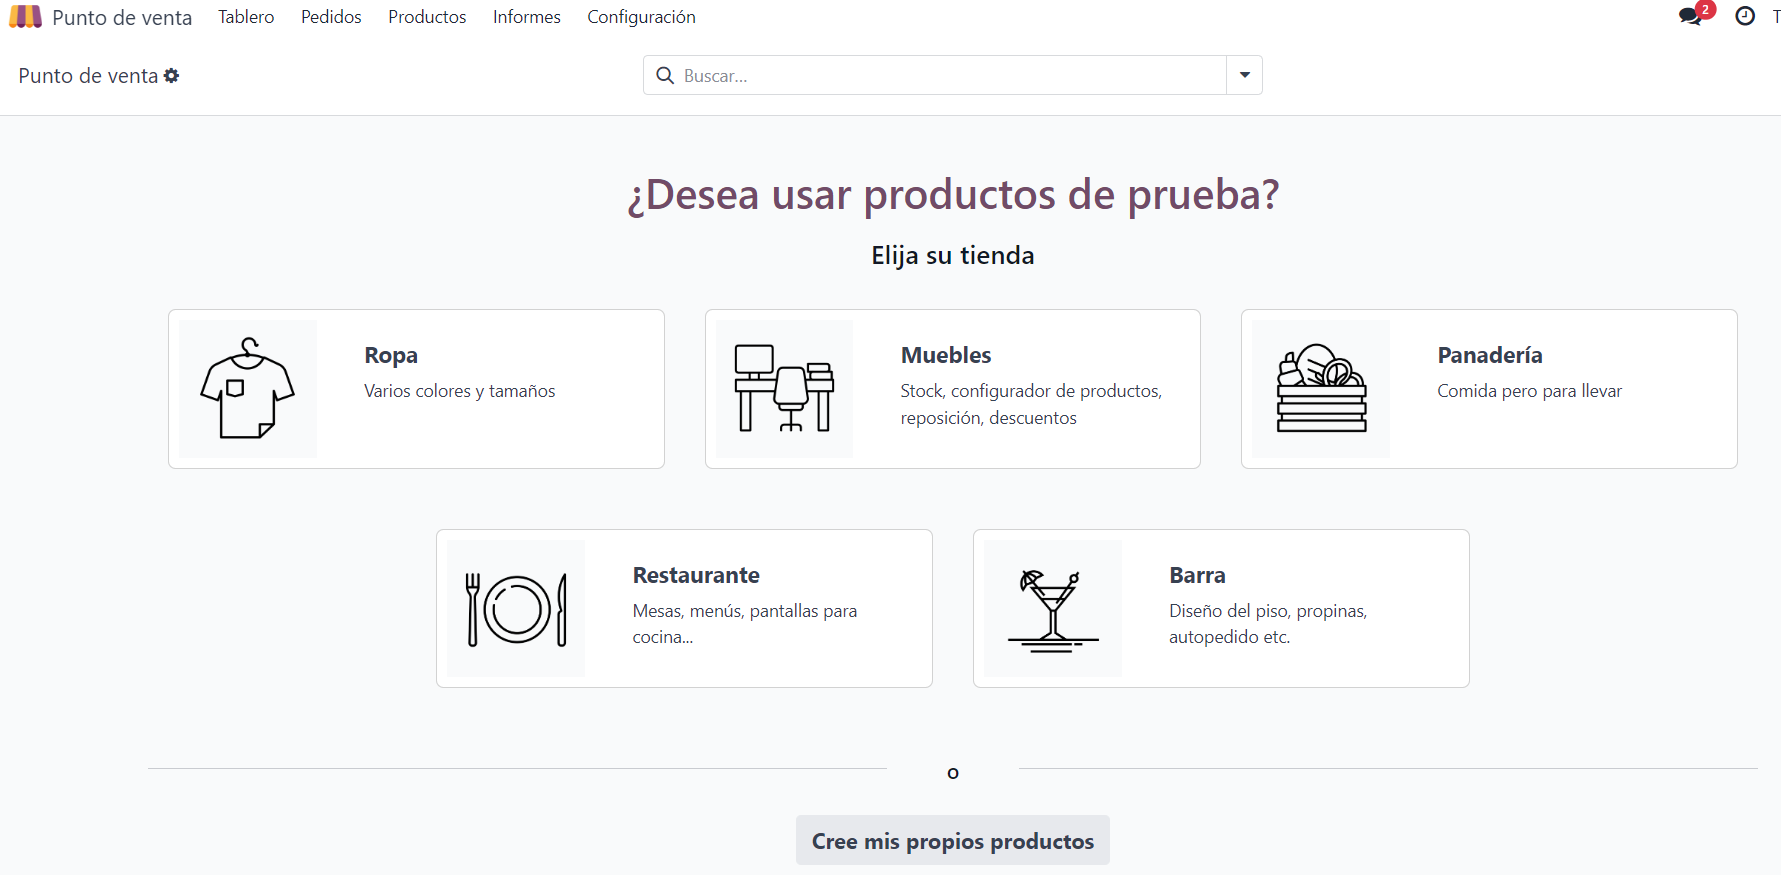 Punto de venta Tablero Pedidos Productos Informes Configuración 2
Punto de venta Buscar...
¿Desea usar productos de prueba?
Elija su tienda
Ropa
Varios colores y tamaños
Muebles
Stock, configurador de productos,
reposición, descuentos
Panadería
Comida pero para llevar
Restaurante
Mesas, menús, pantallas para
cocina...
Barra
Diseño del piso, propinas,
autopedido etc.
o
Cree mis propios productos